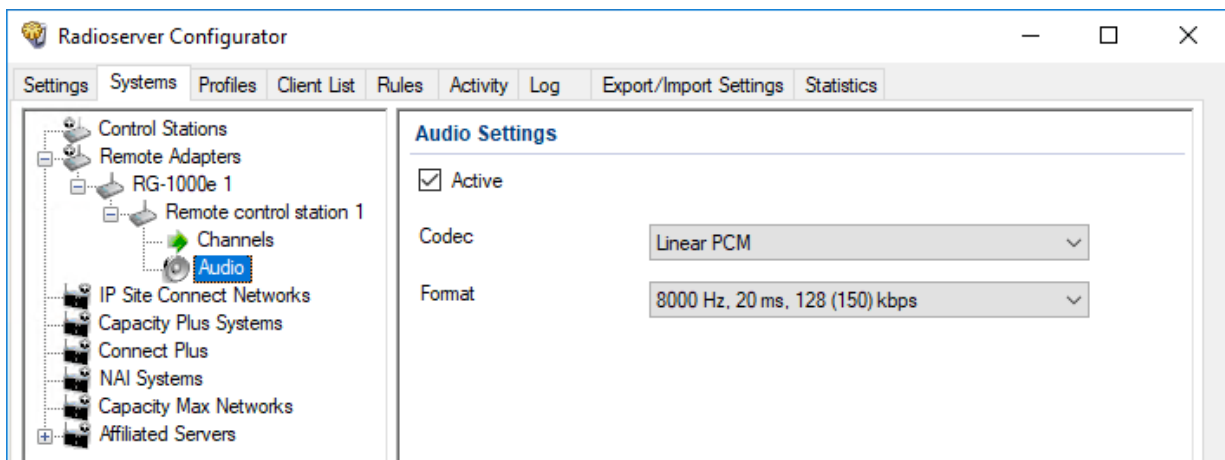 Radioserver Configurator
Settings Systems Profiles Client List Rules Activity Log Export/Import Settings Statistics
Control Stations
Remote Adapters
RG-1000e 1
Remote control station 1
Channels
Audio
IP Site Connect Networks
Capacity Plus Systems
Connect Plus
NAI Systems
Capacity Max Networks
Affiliated Servers
Audio Settings
Active
Codec Linear PCM
Format 8000 Hz, 20 ms, 128 (150) kbps